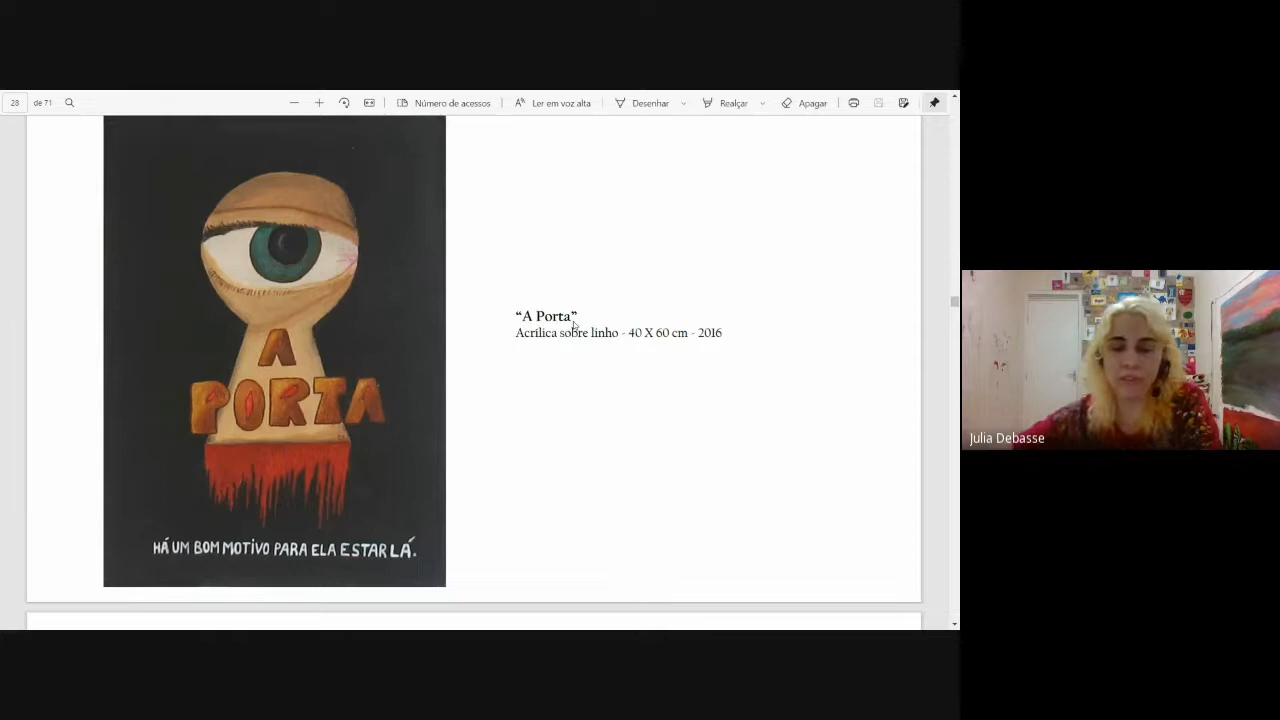 28 de 71 Número de acessos Ler em voz alta Desenhar Realçar Apagar
A
PORTA
HÁ UM BOM MOTIVO PARA ELA ESTAR LÁ.
“A Porta”
Acrílica sobre linho - 40 X 60 cm - 2016
Julia Debasse